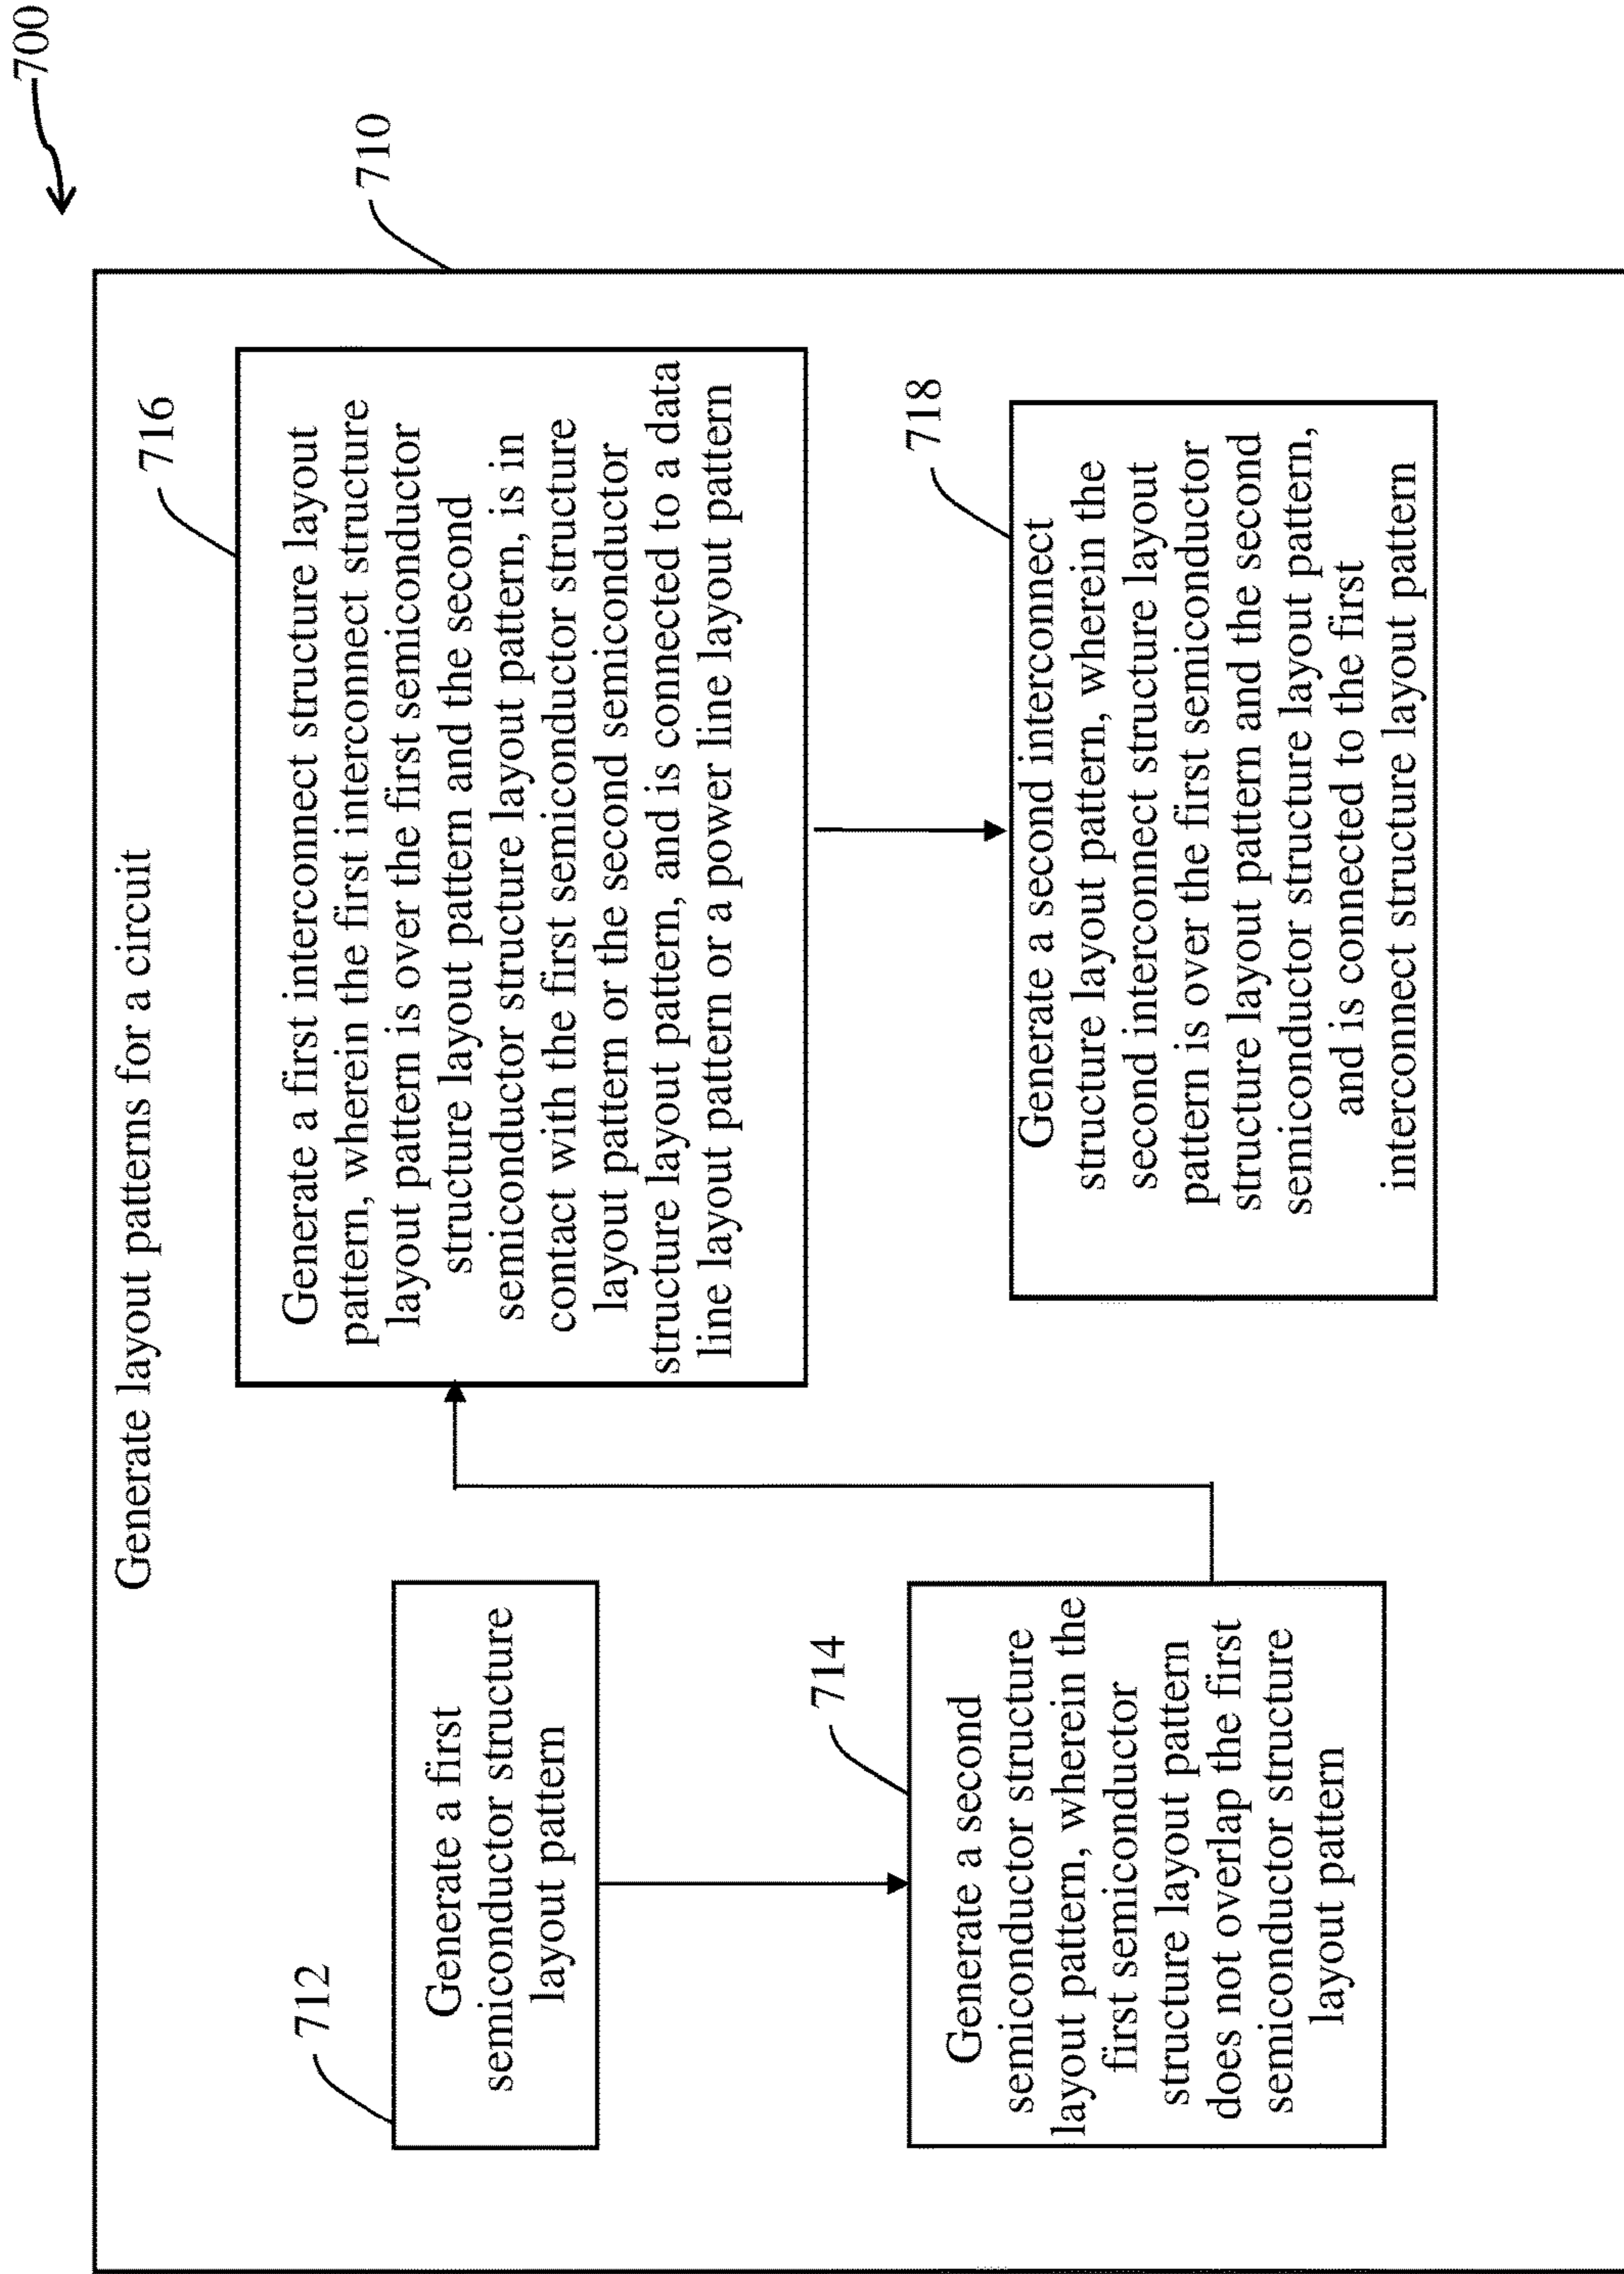 700
710
Generate layout patterns for a circuit
712
Generate a first
semiconductor structure
layout pattern
714
Generate a second
semiconductor structure
layout pattern, wherein the
first semiconductor
structure layout pattern
does not overlap the first
semiconductor structure
layout pattern
716
Generate a first interconnect structure layout
pattern, wherein the first interconnect structure
layout pattern is over the first semiconductor
structure layout pattern and the second
semiconductor structure layout pattern, is in
contact with the first semiconductor structure
layout pattern or the second semiconductor
structure layout pattern, and is connected to a data
line layout pattern or a power line layout pattern
718
Generate a second interconnect
structure layout pattern, wherein the
second interconnect structure layout
pattern is over the first semiconductor
structure layout pattern and the second
semiconductor structure layout pattern,
and is connected to the first
interconnect structure layout pattern